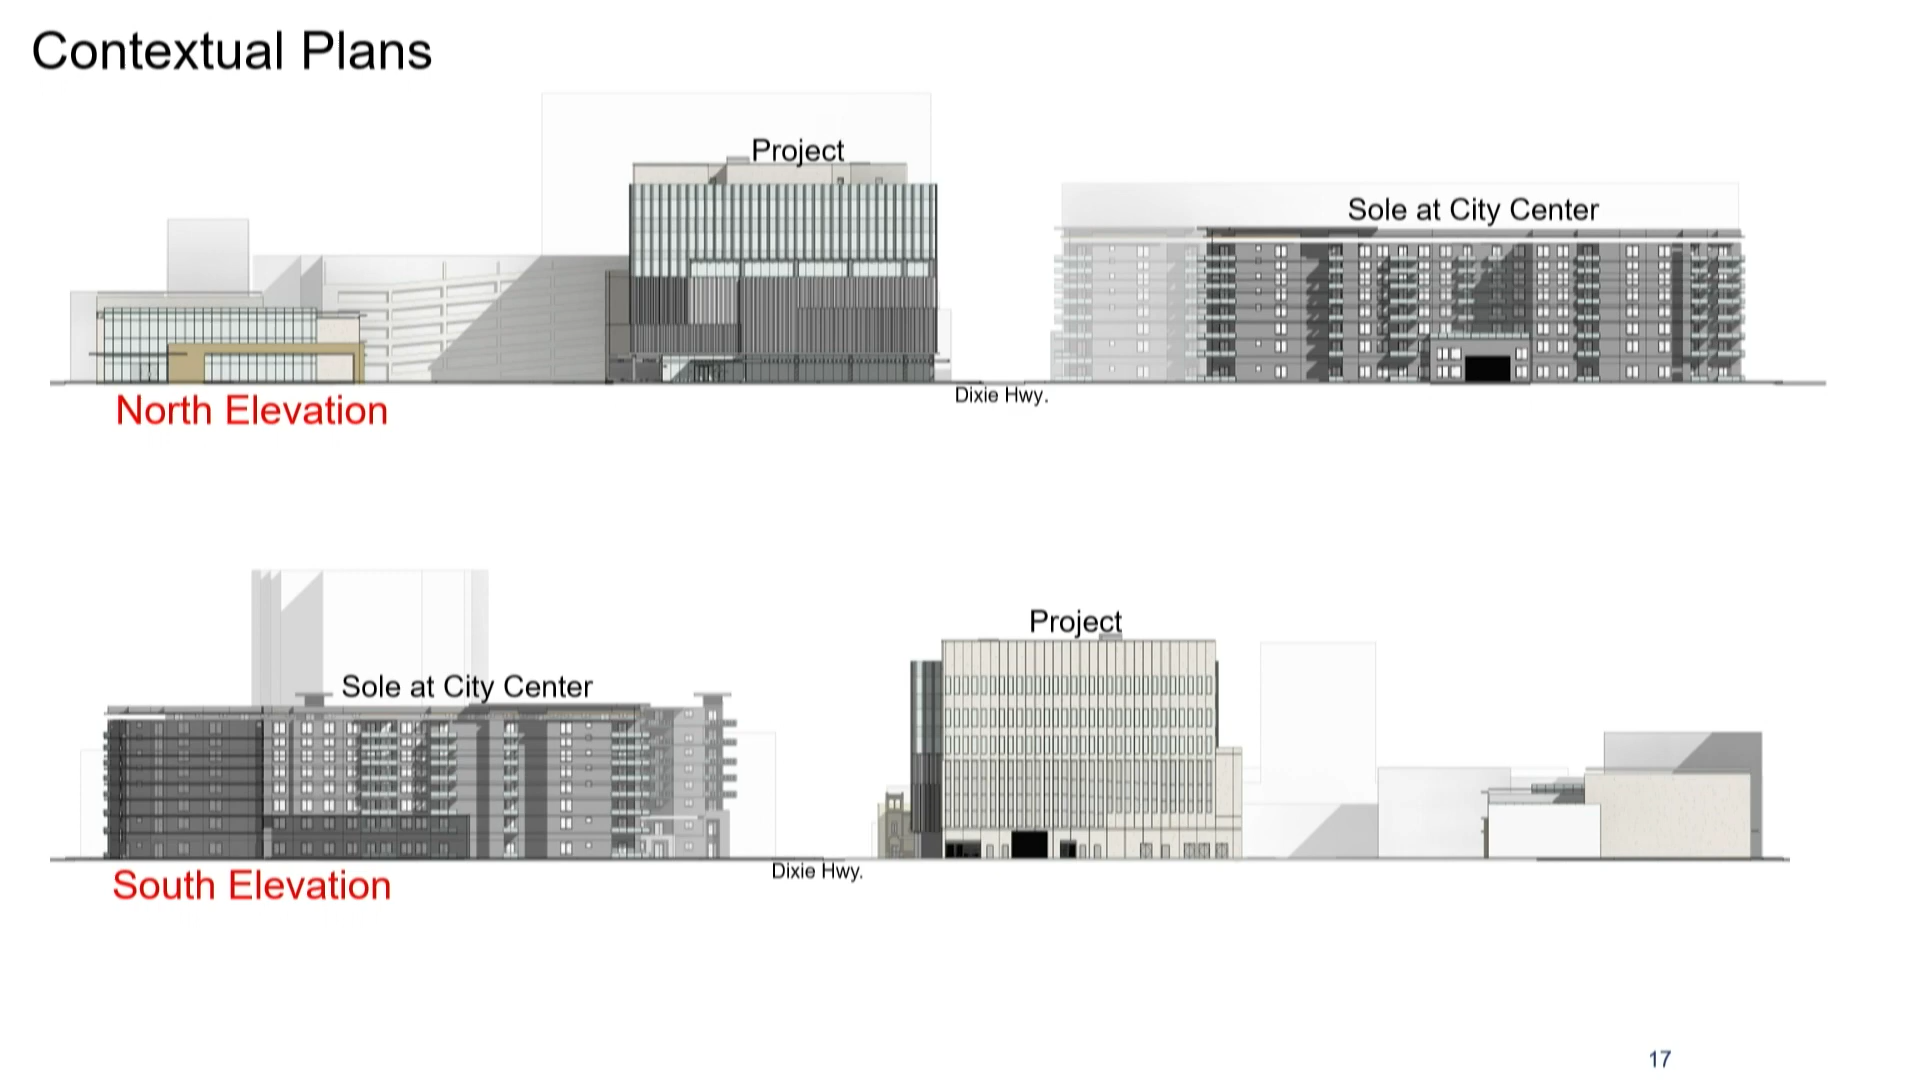 Contextual Plans
Project
Sole at City Center
Dixie Hwy.
North Elevation
Project
Sole at City Center
Dixie Hwy.
South Elevation
17